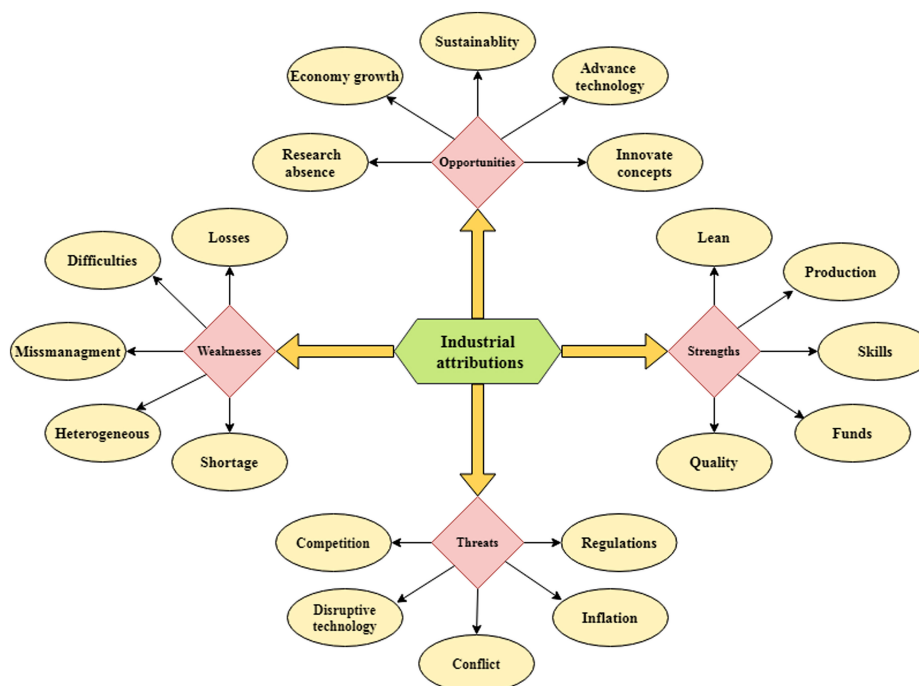 Sustainablity
Economy growth
Advance
technology
Research
absence
Opportunities
Innovate
concepts
Losses
Lean
Difficulties
Production
Missmanagment
Weaknesses
Industrial
attributions
Strengths
Skills
Heterogeneous
Funds
Shortage
Quality
Competition
Threats
Regulations
Disruptive
technology
Inflation
Conflict